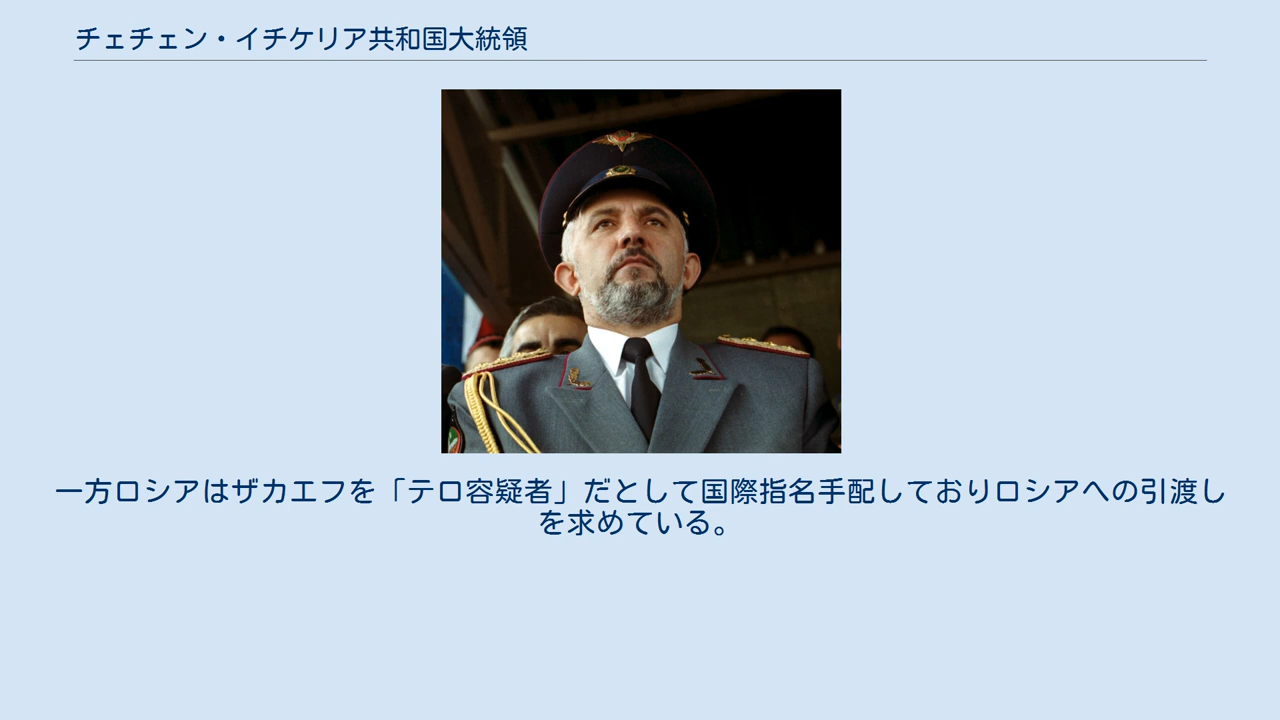 チェチェン・イチケリア共和国大統領
一方ロシアはザカエフを「テロ容疑者」だとして国際指名手配しておりロシアへの引渡し
を求めている。